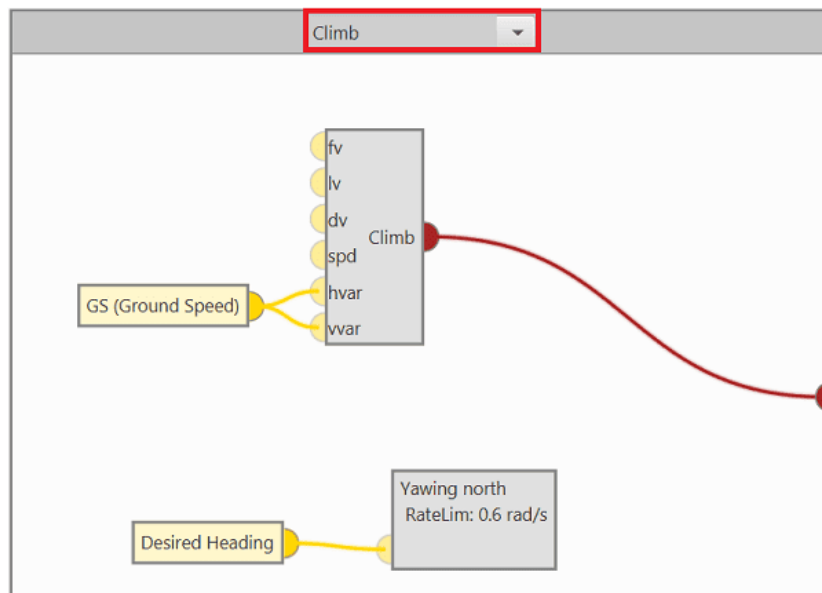 Climb
fv
lv
dv
Climb
spd
GS (Ground Speed)
hvar
vvar
Yawing north
RateLim: 0.6 rad/s
Desired Heading